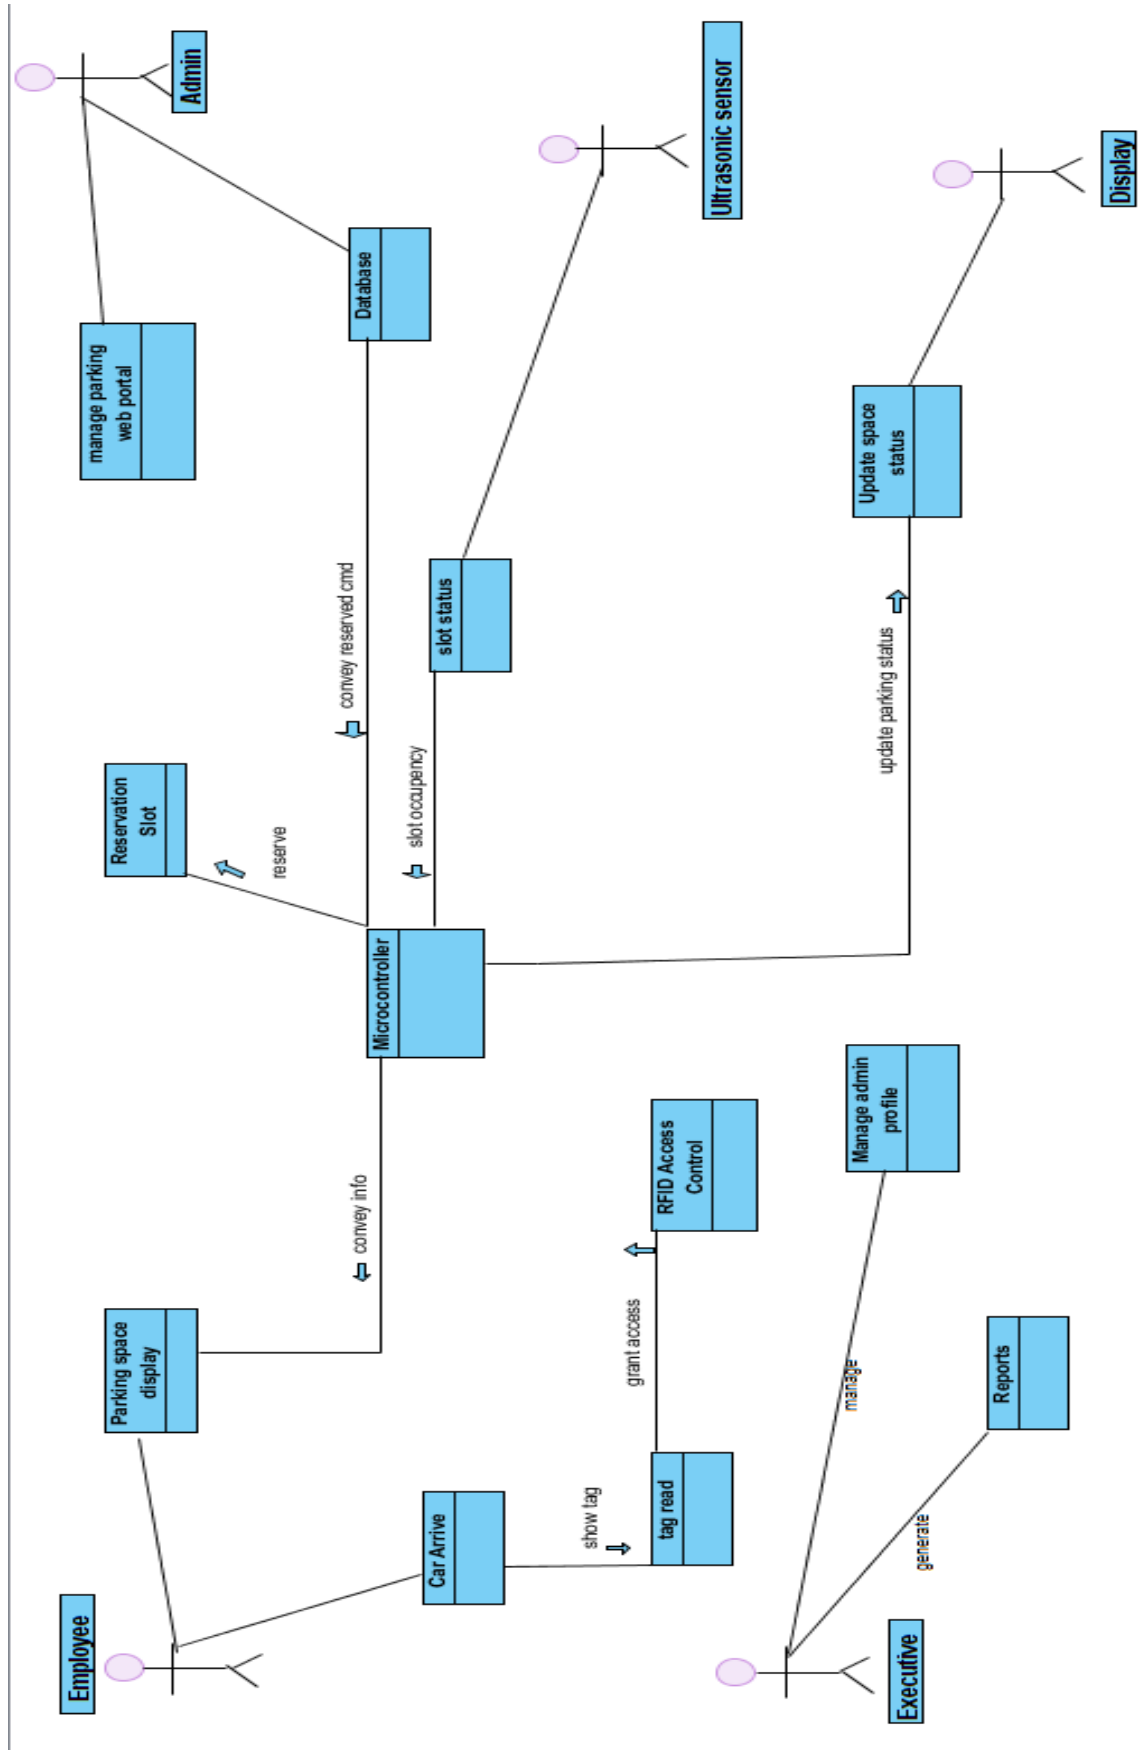 Employee
Parking space
display
Reservation
Slot
manage parking
web portal
Admin
reserve
convey info
convey reserved cmd
Database
Microcontroller
slot occupency
slot status
Car Arrive
show tag
grant access
tag read
RFID Access
Control
Ultrasonic sensor
manage
Manage admin
profile
update parking status
Update space
status
Executive
generate
Reports
Display